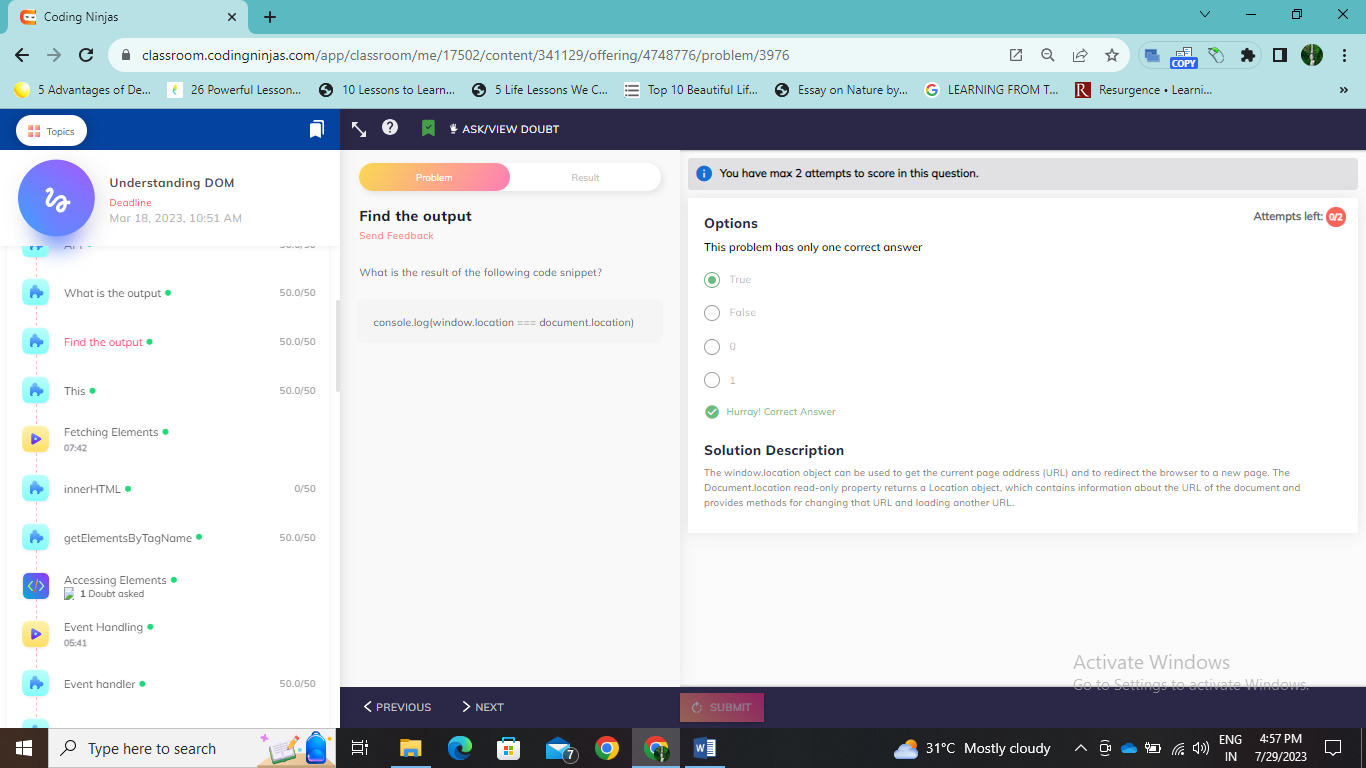 Coding Ninjas
classroom.codingninjas.com/app/classroom/me/17502/content/341129/offering/4748776/problem/3976
COPY
5 Advantages of De...
26 Powerful Lesson...
10 Lessons to Learn...
5 Life Lessons We C...
Top 10 Beautiful Lif...
Essay on Nature by...
LEARNING FROM T...
Resurgence • Learni...
»
Topics
ASK/VIEW DOUBT
Understanding DOM
Deadline
Mar 18, 2023, 10:51 AM
What is the output
50.0/50
Find the output
50.0/50
This
50.0/50
Fetching Elements
07:42
innerHTML
0/50
getElementsByTagName
50.0/50
Accessing Elements
1 Doubt asked
Event Handling
05:41
Event handler
50.0/50
Problem
Result
Find the output
Send Feedback
What is the result of the following code snippet?
console.log(window.location === document.location)
PREVIOUS
NEXT
You have max 2 attempts to score in this question.
Options
Attempts left: 0/2
This problem has only one correct answer
True
False
0
1
Hurray! Correct Answer
Solution Description
The window.location object can be used to get the current page address (URL) and to redirect the browser to a new page. The
Document.location read-only property returns a Location object, which contains information about the URL of the document and
provides methods for changing that URL and loading another URL.
Activate Windows
Go to Settings to activate Windows.
SUBMIT
Type here to search
7
31°C Mostly cloudy
ENG
IN
4:57 PM
7/29/2023